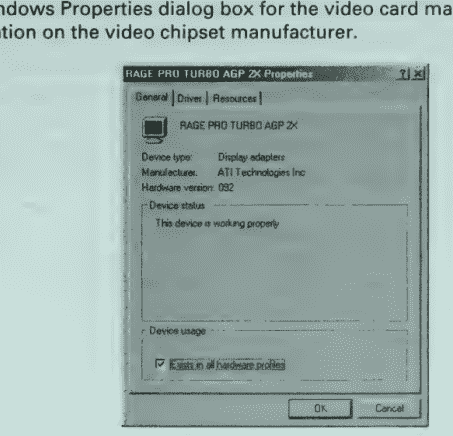 ndows Properties dialog box for the video card ma
ation on the video chipset manufacturer.
RAGE PRO TURBO AGP 2X Properties
General Driver Resources
RAGE PRO TURBO AGP 2X
Device type: Display adapters
Manufacturer: ATI Technologies Inc
Hardware version: 092
Device status
This device is working properly
Device usage
Exists in all hardware profiles
OK Cancel